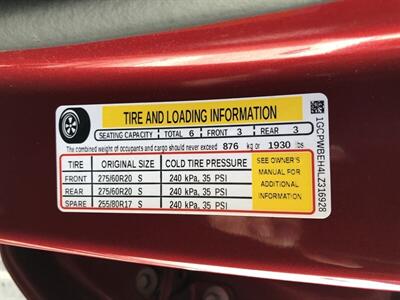 TIRE AND LOADING INFORMATION
SEATING CAPACITY TOTAL 6 FRONT 3 REAR 3
The combined weight of occupants and cargo should never exceed 876 kg or 1930 lbs
TIRE ORIGINAL SIZE COLD TIRE PRESSURE
FRONT 275/60R20 S 240 kPa, 35 PSI
REAR 275/60R20 S 240 kPa, 35 PSI
SPARE 255/80R17 S 240 kPa, 35 PSI
SEE OWNER'S
MANUAL FOR
ADDITIONAL
INFORMATION
1GCPWBEH4LZ316928